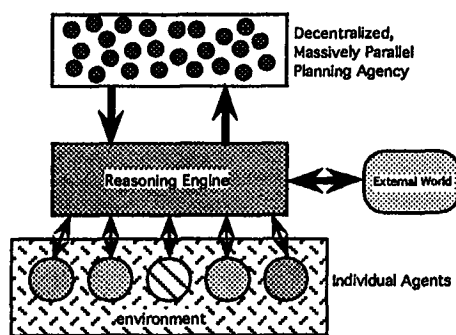 Decentralized,
Massively Parallel
Planning Agency
Reasoning Engine
External World
Individual Agents
environment